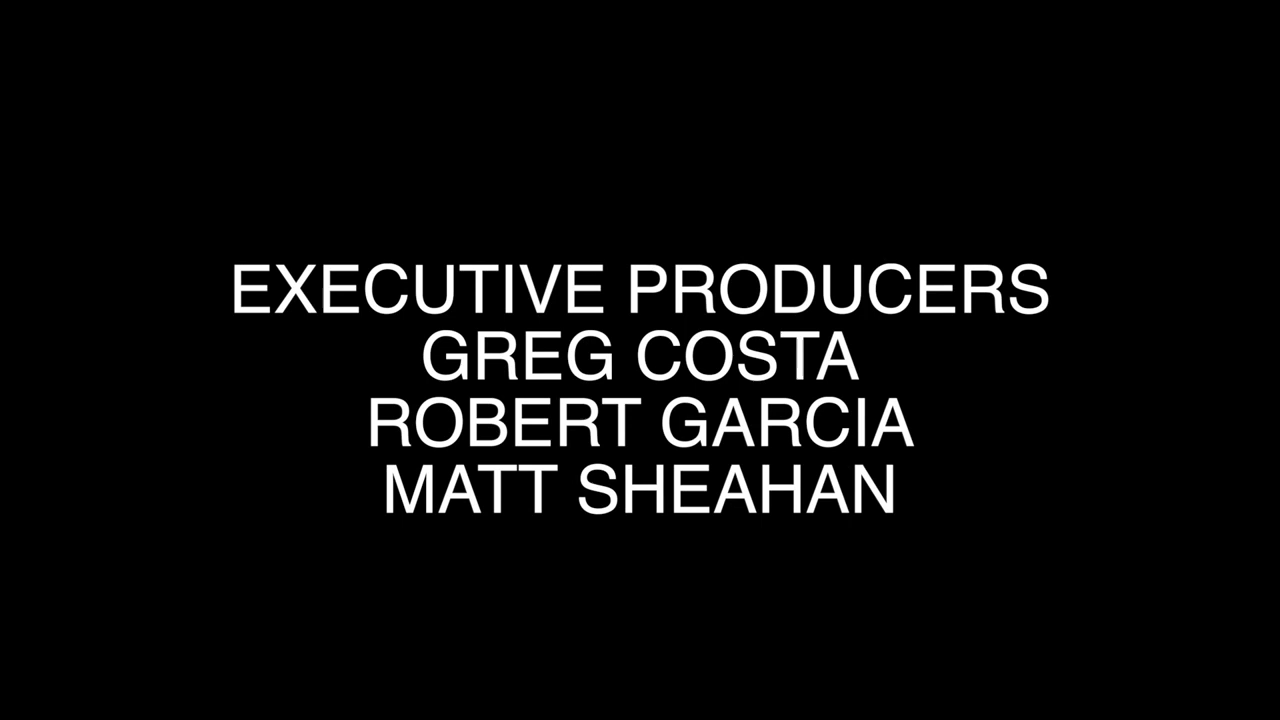 EXECUTIVE PRODUCERS
GREG COSTA
ROBERT GARCIA
MATT SHEAHAN